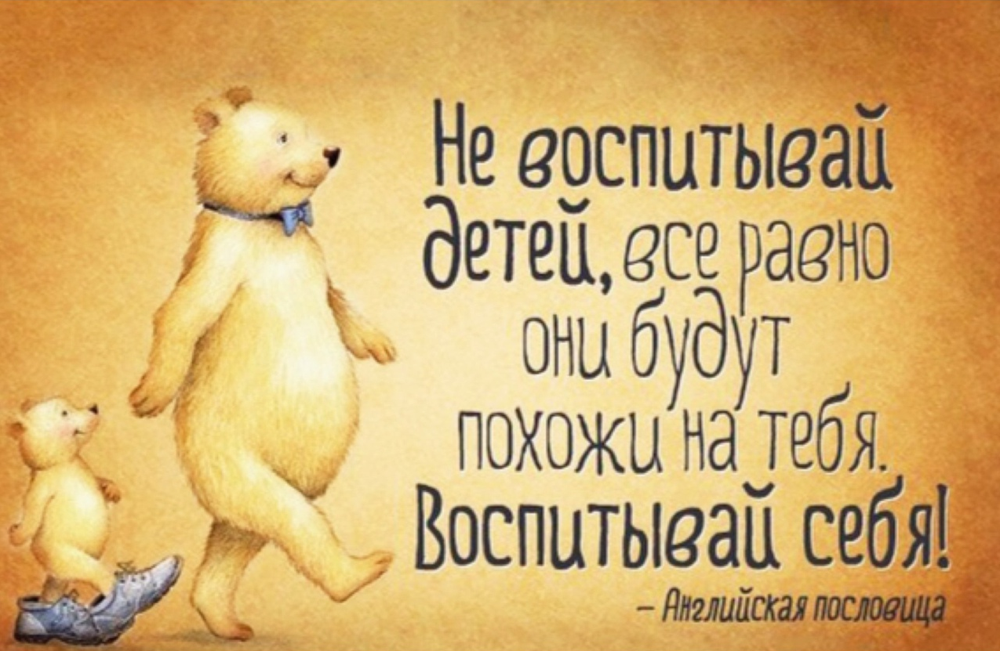 Не воспитывай
детей, все равно
они будут
похожи на тебя.
Воспитывай себя!
– Английская пословица